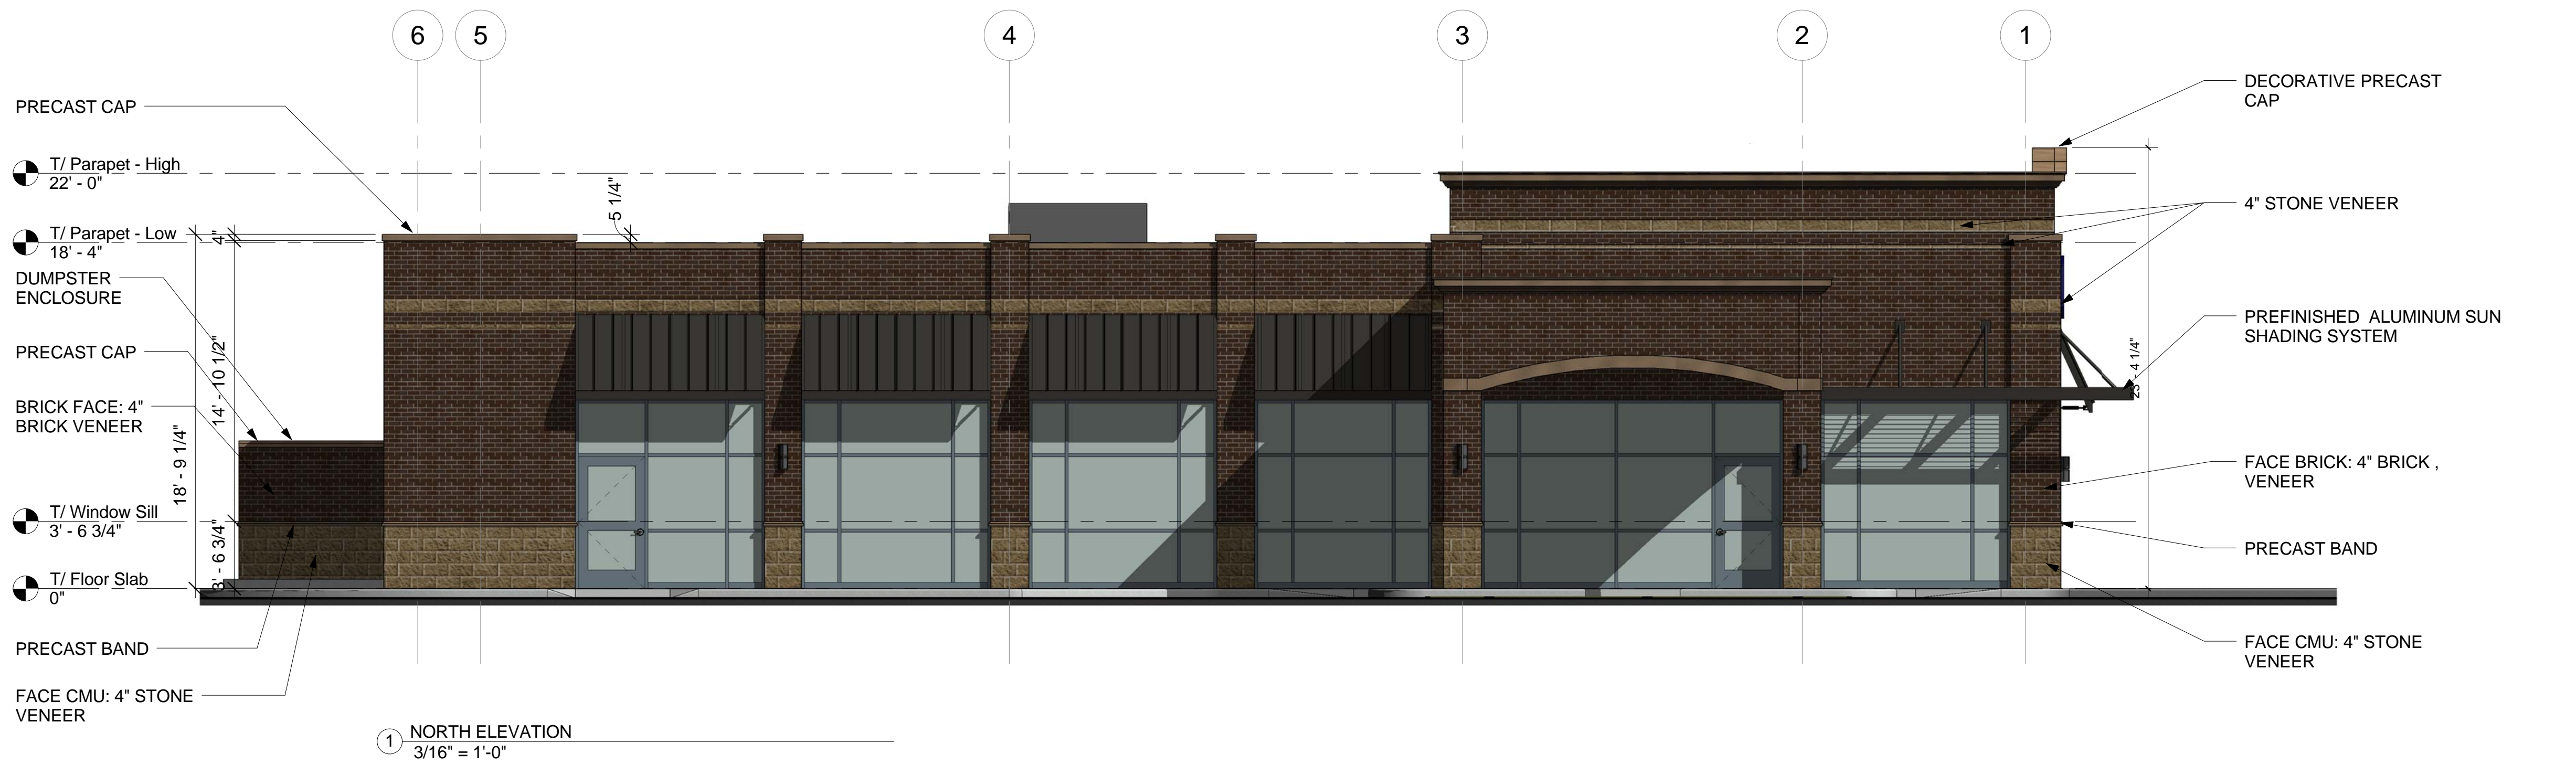 6
5
4
3
2
1
PRECAST CAP
T/ Parapet - High
22' - 0"
T/ Parapet - Low
18' - 4"
DUMPSTER
ENCLOSURE
PRECAST CAP
BRICK FACE: 4"
BRICK VENEER
T/ Window Sill
3' - 6 3/4"
T/ Floor Slab
0"
PRECAST BAND
FACE CMU: 4" STONE
VENEER
18' - 9 1/4"
4"
14' - 10 1/2"
3' - 6 3/4"
5 1/4"
23' - 4 1/4"
DECORATIVE PRECAST
CAP
4" STONE VENEER
PREFINISHED ALUMINUM SUN
SHADING SYSTEM
FACE BRICK: 4" BRICK ,
VENEER
PRECAST BAND
FACE CMU: 4" STONE
VENEER
1
NORTH ELEVATION
3/16" = 1'-0"